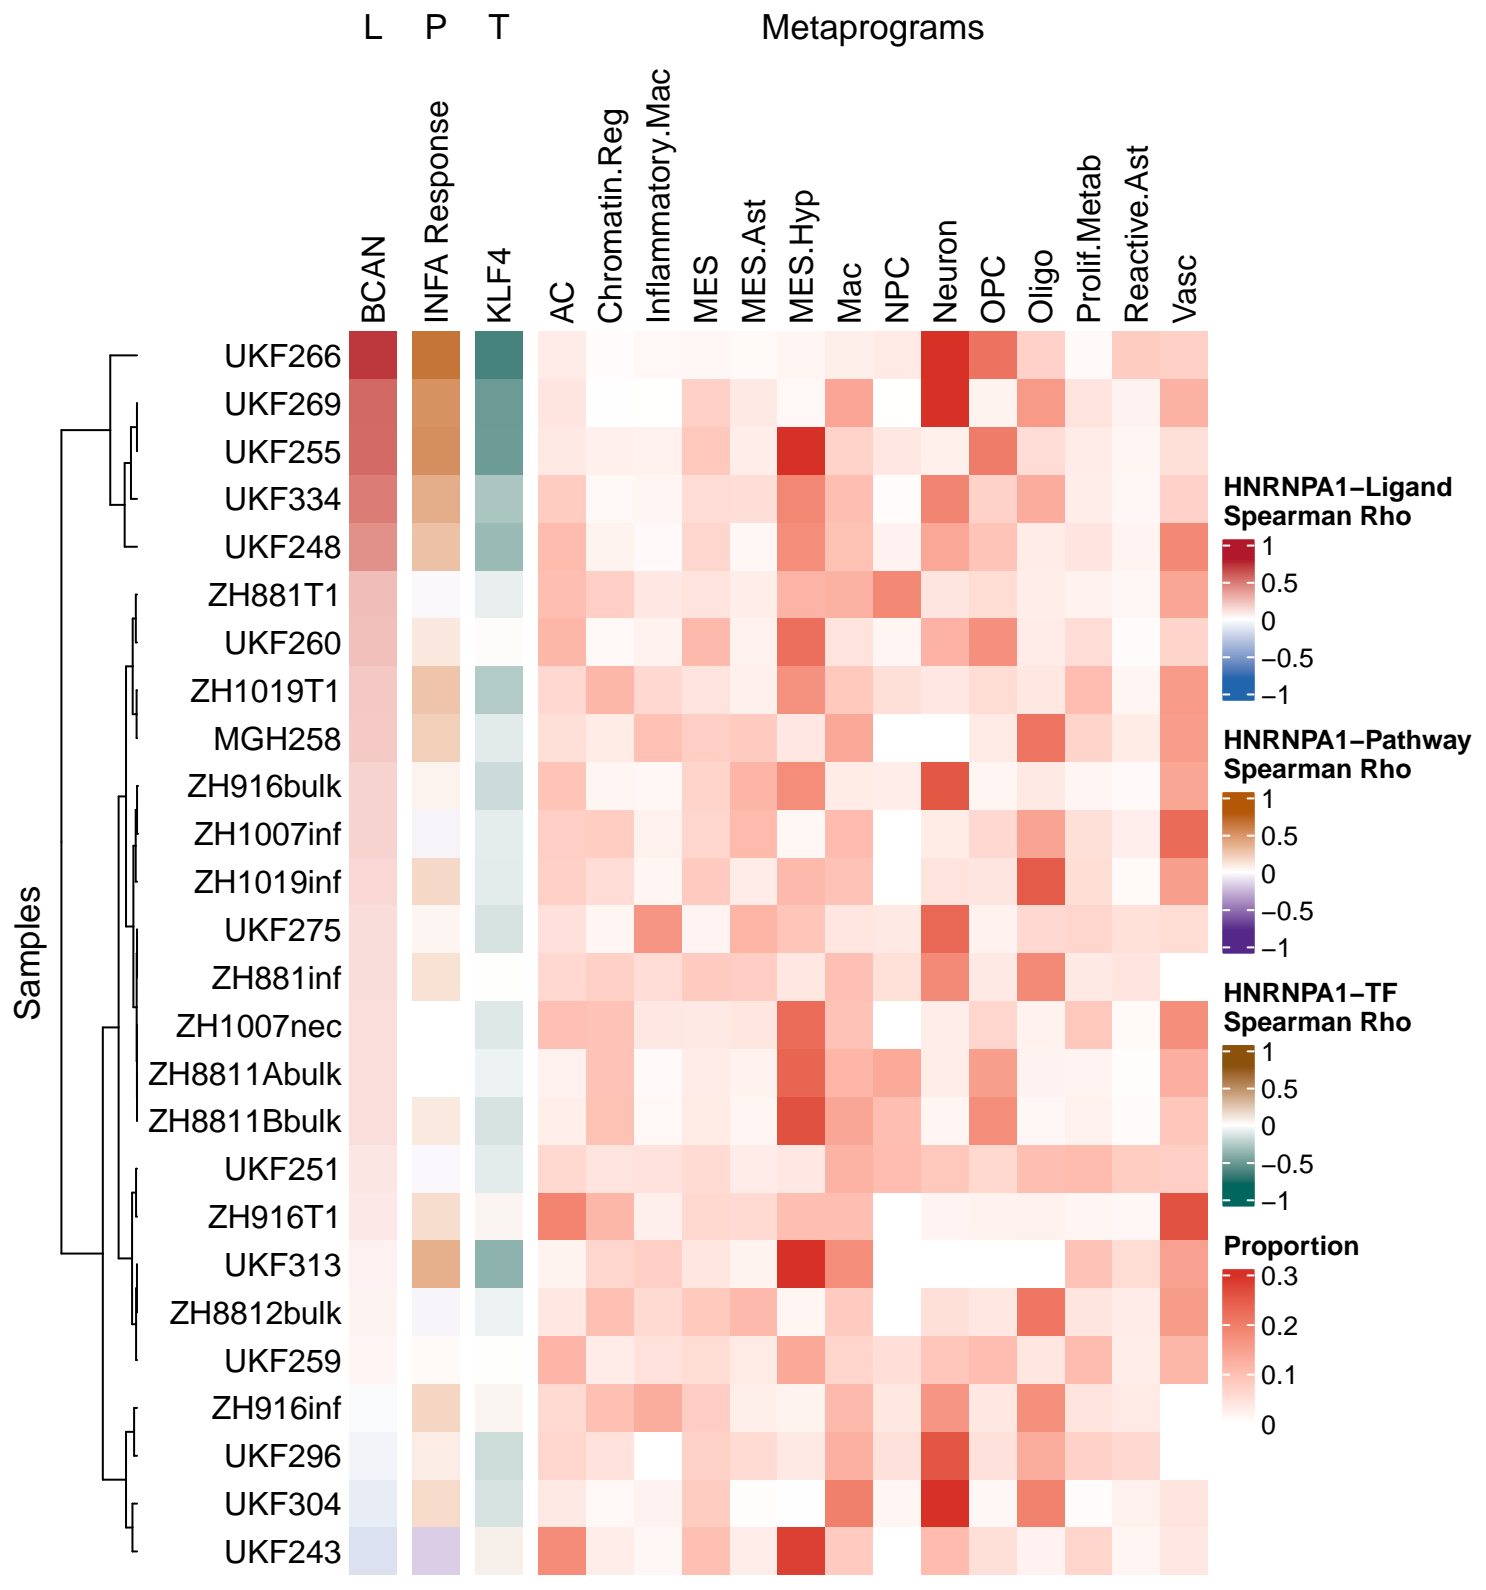 L P T Metaprograms
BCAN INFA Response KLF4 AC Chromatin.Reg Inflammatory.Mac MES MES.Ast MES.Hyp Mac NPC Neuron OPC Oligo Prolif.Metab Reactive.Ast Vasc
Samples
UKF266
UKF269
UKF255
UKF334
UKF248
ZH881T1
UKF260
ZH1019T1
MGH258
ZH916bulk
ZH1007inf
ZH1019inf
UKF275
ZH881inf
ZH1007nec
ZH8811Abulk
ZH8811Bbulk
UKF251
ZH916T1
UKF313
ZH8812bulk
UKF259
ZH916inf
UKF296
UKF304
UKF243
HNRNPA1−Ligand
Spearman Rho
1
0.5
0
−0.5
−1
HNRNPA1−Pathway
Spearman Rho
1
0.5
0
−0.5
−1
HNRNPA1−TF
Spearman Rho
1
0.5
0
−0.5
−1
Proportion
0.3
0.2
0.1
0